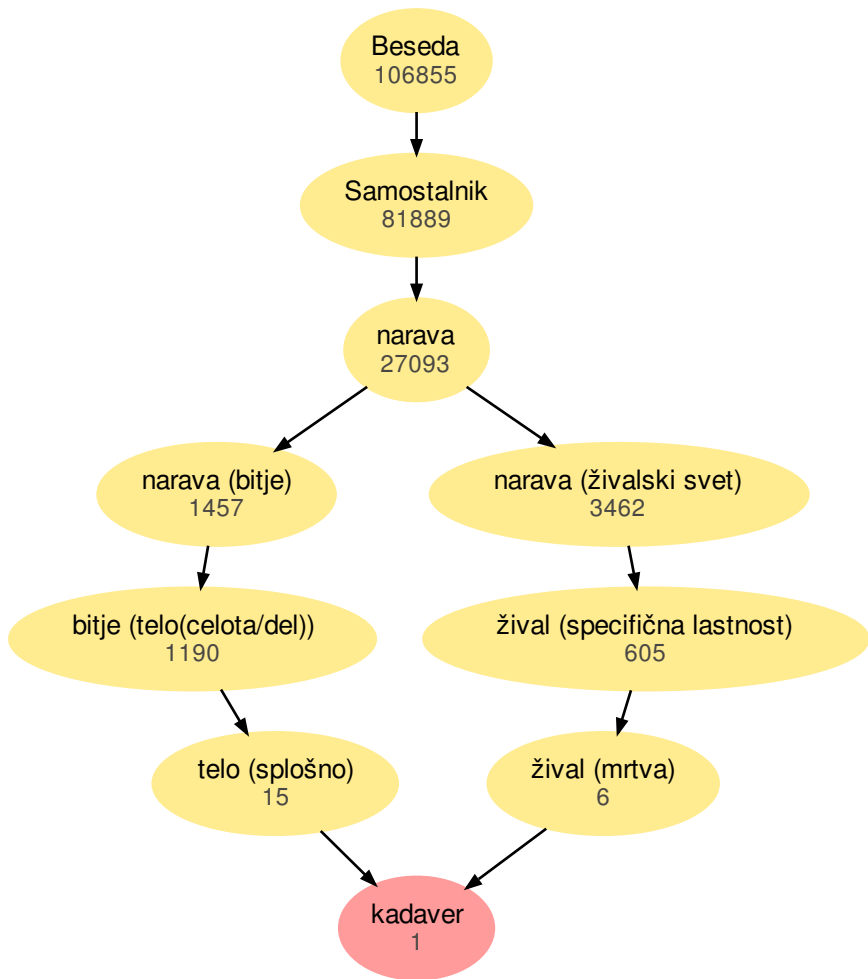 Beseda
106855
Samostalnik
81889
narava
27093
narava (bitje)
1457
narava (živalski svet)
3462
bitje (telo(celota/del))
1190
žival (specifična lastnost)
605
telo (splošno)
15
žival (mrtva)
6
kadaver
1